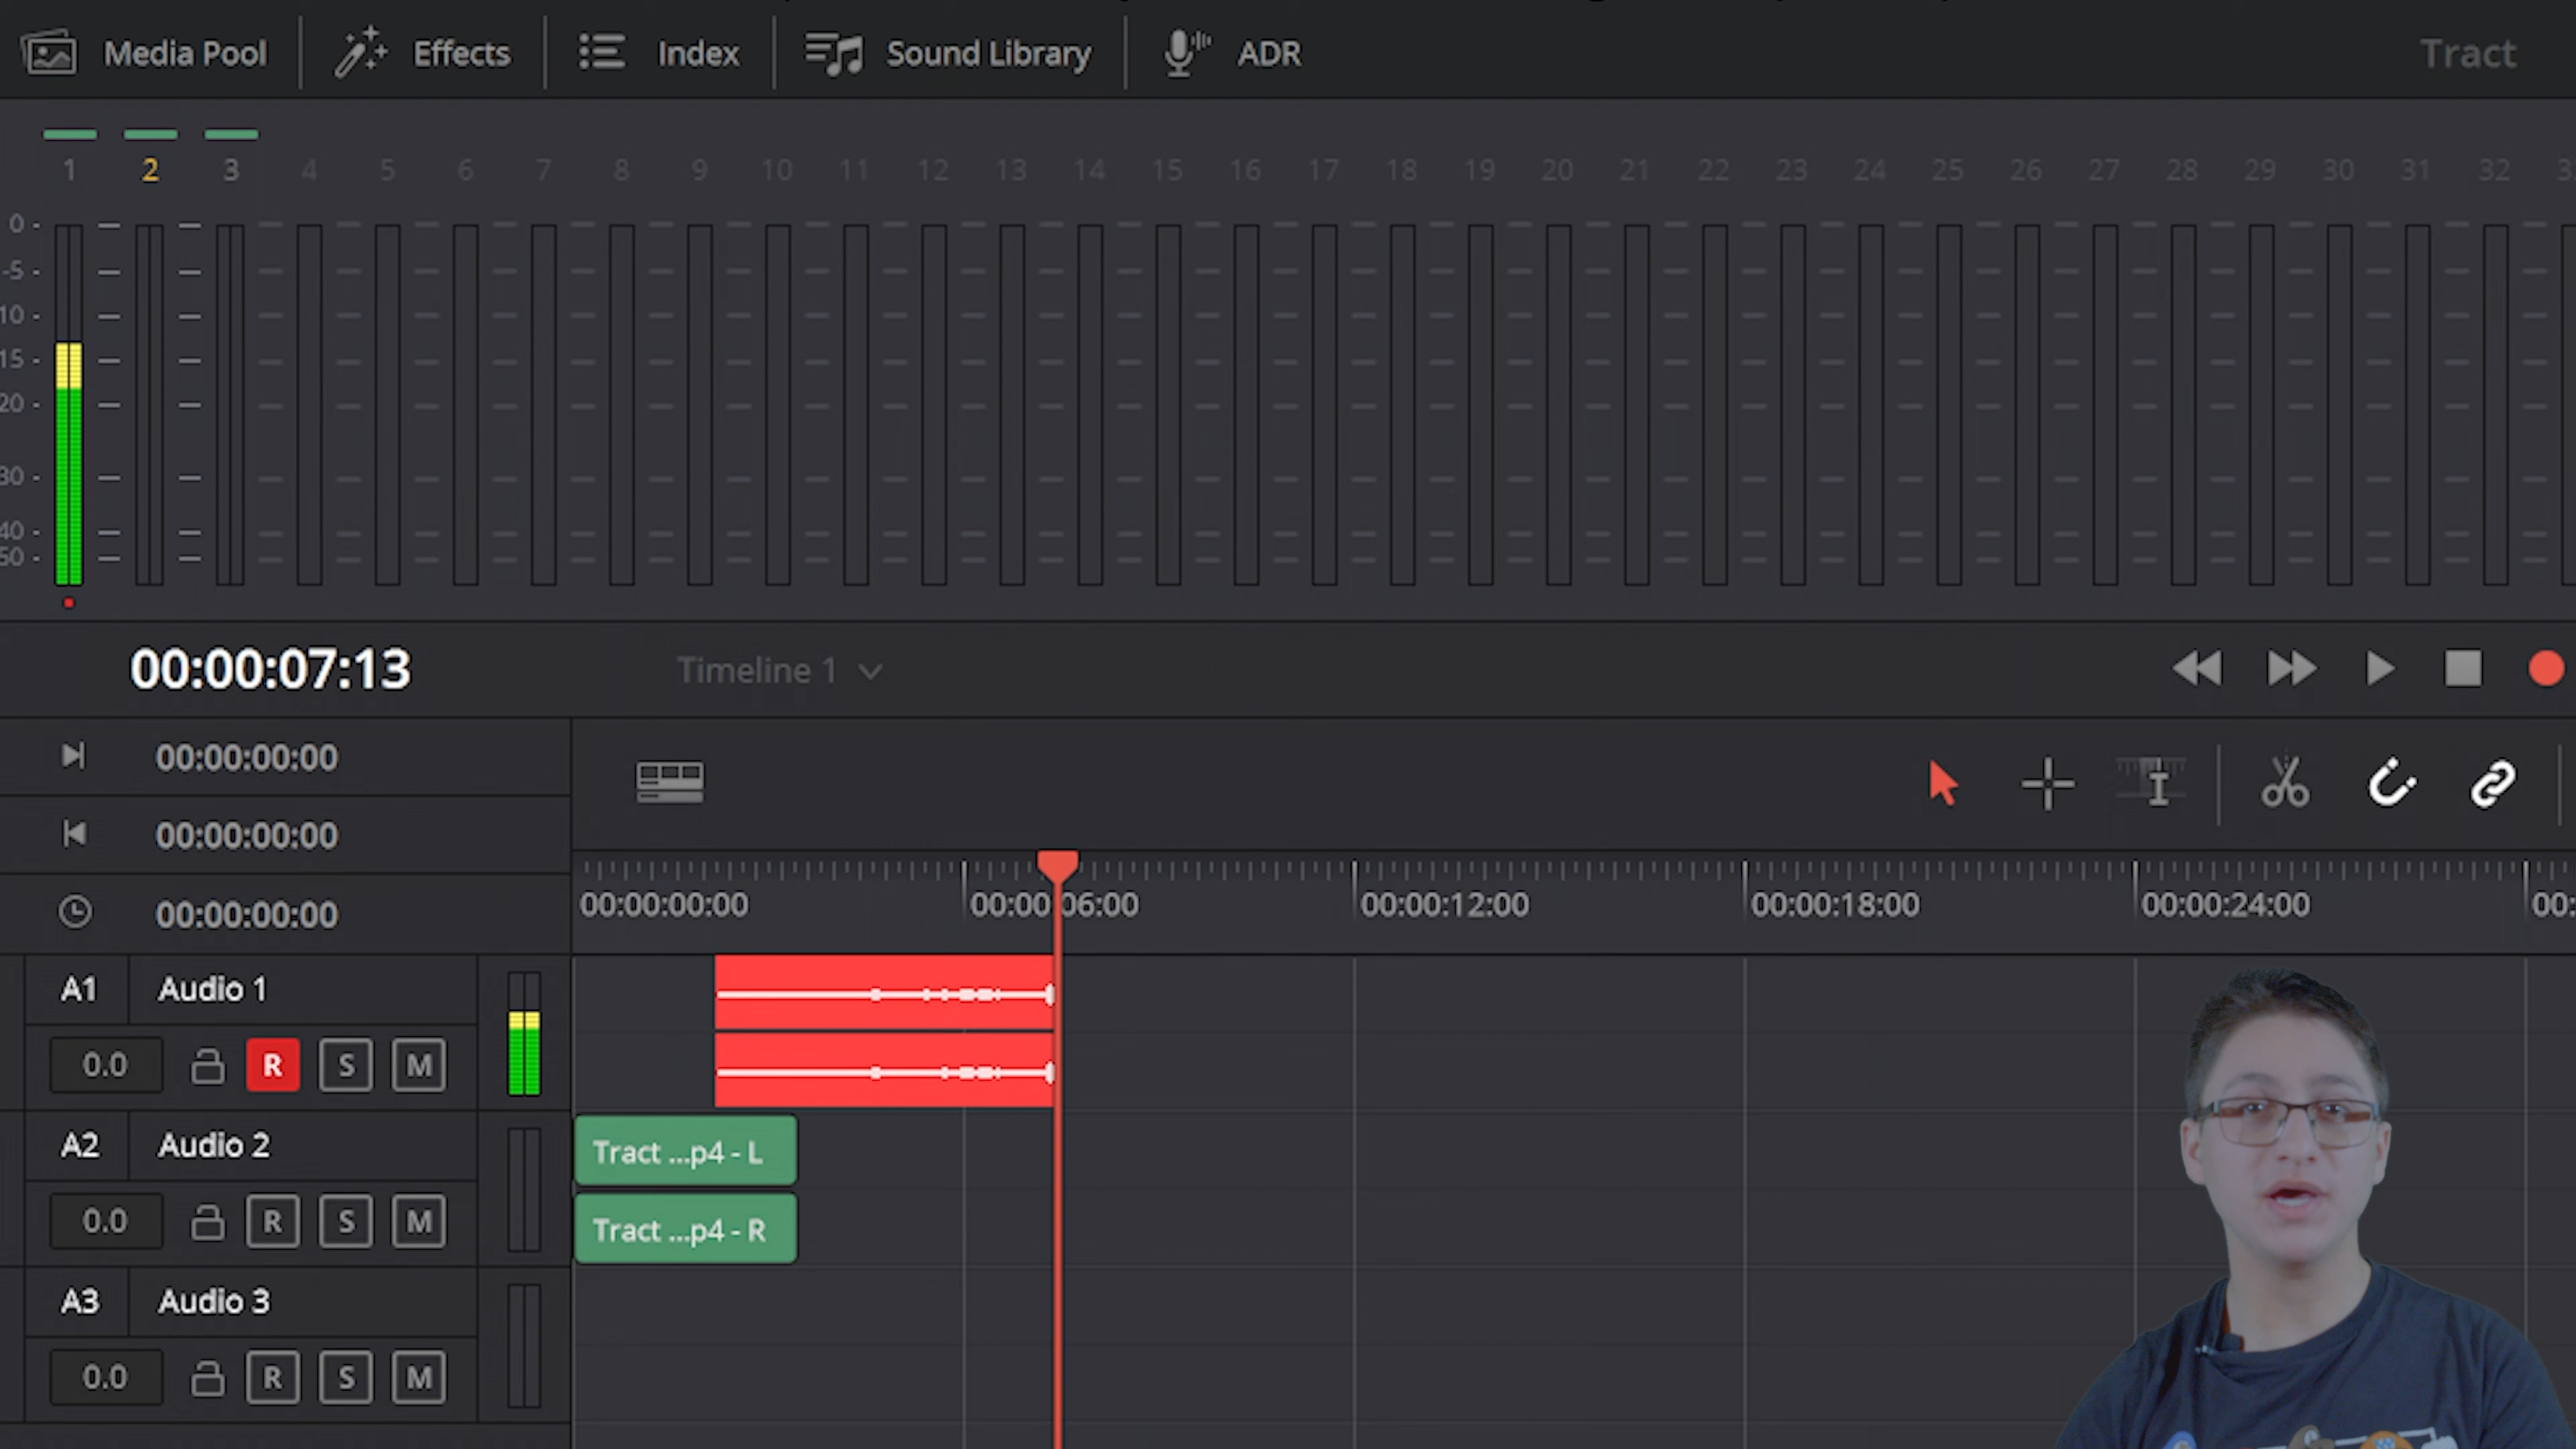 Media Pool Effects Index Sound Library ADR Tract
1 2 3 4 5 6 7 8 9 10 11 12 13 14 15 16 17 18 19 20 21 22 23 24 25 26 27 28 29 30 31 32
0 -
-5 -
10 -
15 -
20 -
30 -
40 -
50 -
00:00:07:13 Timeline 1
00:00:00:00
00:00:00:00
00:00:00:00
00:00:00:00 00:00:06:00 00:00:12:00 00:00:18:00 00:00:24:00 00:
A1 Audio 1
0.0 R S M
A2 Audio 2
Tract ...p4 - L
0.0 R S M
Tract ...p4 - R
A3 Audio 3
0.0 R S M